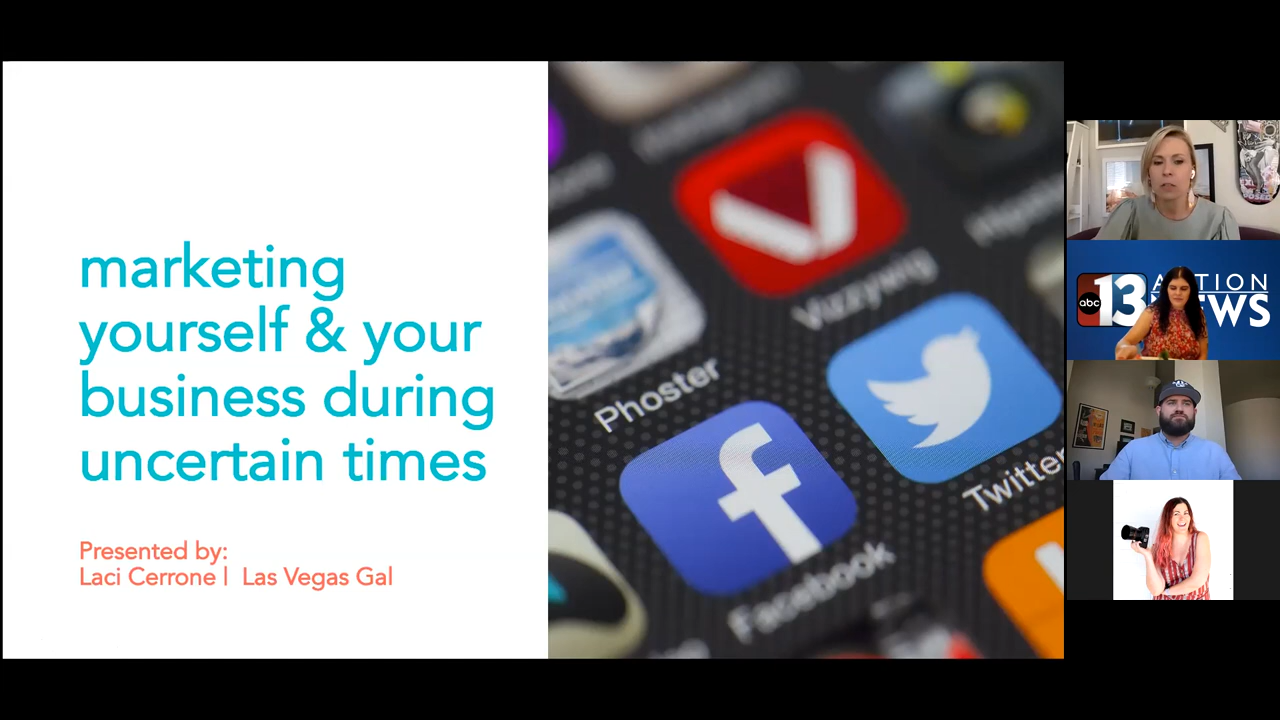 marketing
yourself & your
business during
uncertain times
Presented by:
Laci Cerrone | Las Vegas Gal
Vizzywig
Phoster
Twitter
Facebook
abc 13 ACTION
NEWS